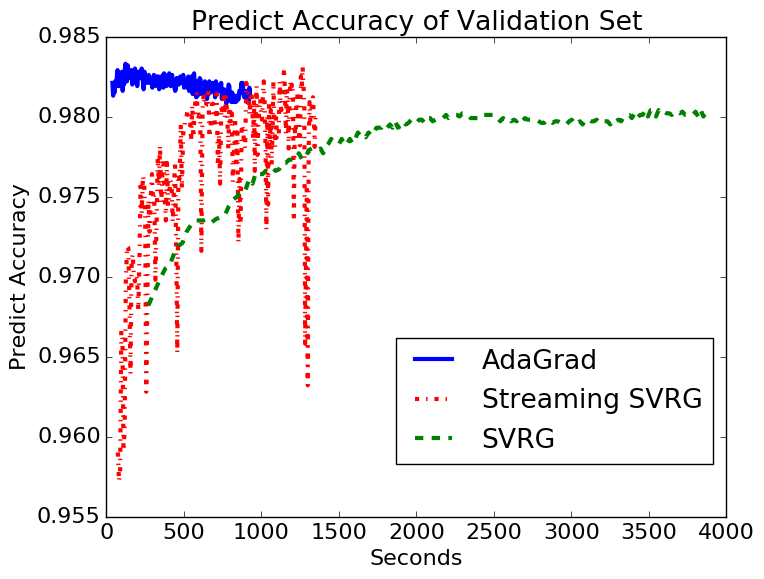 Predict Accuracy of Validation Set
0.985
0.980
0.975
0.970
0.965
0.960
0.955
Predict Accuracy
AdaGrad
Streaming SVRG
SVRG
0 500 1000 1500 2000 2500 3000 3500 4000
Seconds